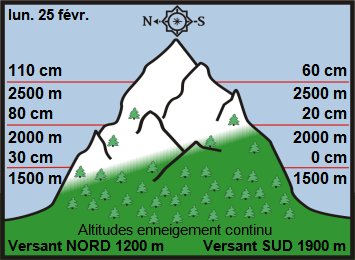 lun. 25 févr.
N S
110 cm 60 cm
2500 m 2500 m
80 cm 20 cm
2000 m 2000 m
30 cm 0 cm
1500 m 1500 m
Altitudes enneigement continu
Versant NORD 1200 m Versant SUD 1900 m